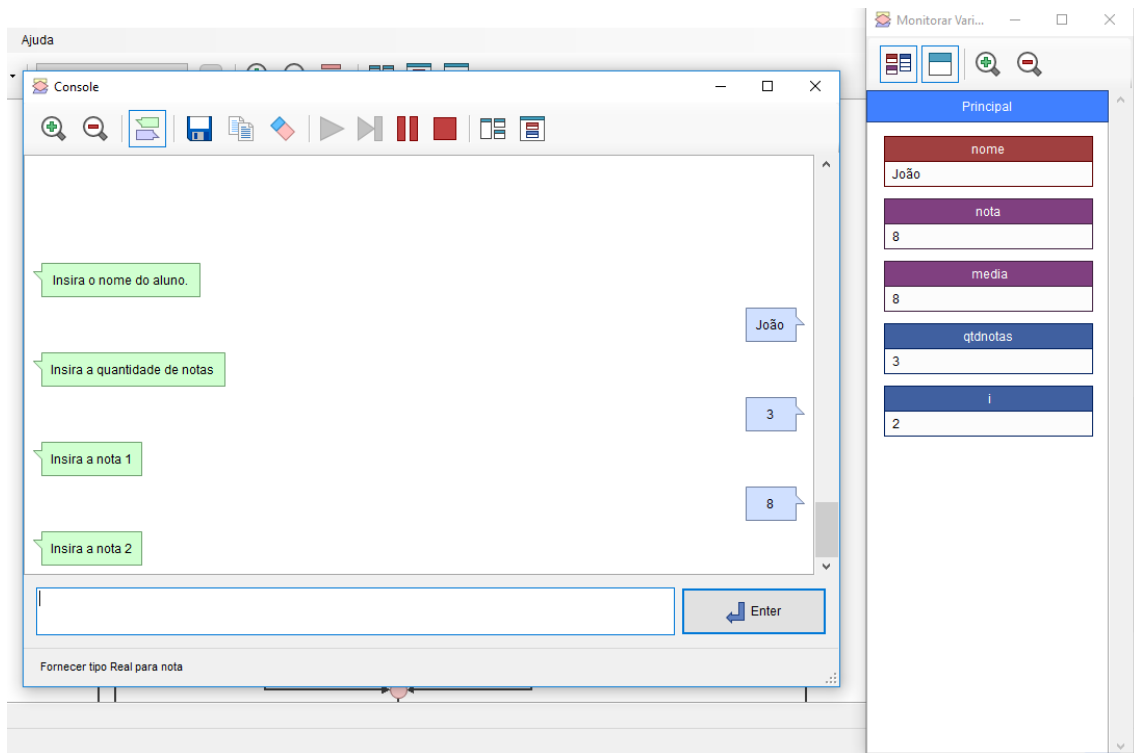 Ajuda
Console
Insira o nome do aluno.
João
Insira a quantidade de notas
3
Insira a nota 1
8
Insira a nota 2
Enter
Fornecer tipo Real para nota
Monitorar Vari...
Principal
nome
João
nota
8
media
8
qtdnotas
3
i
2